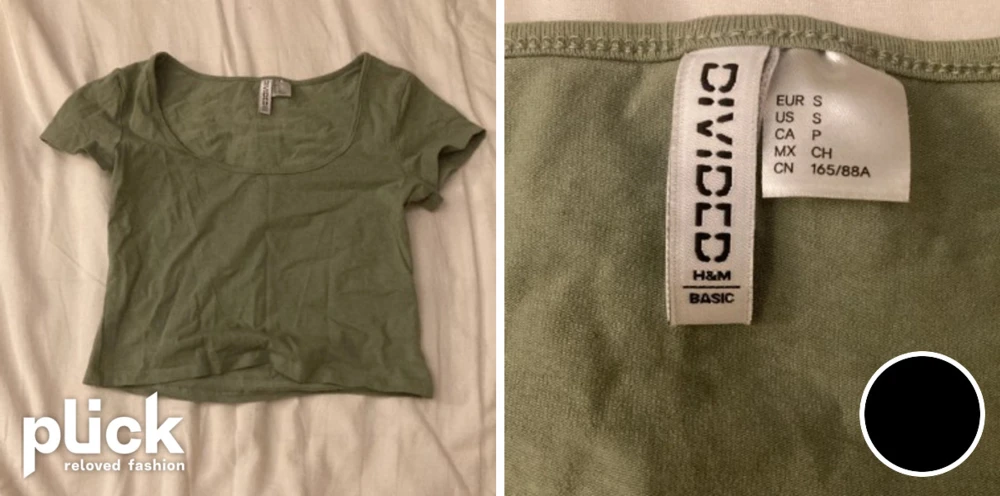 plick
reloved fashion
DIVIDED
H&M
BASIC
EUR S
US S
CA P
MX CH
CN 165/88A